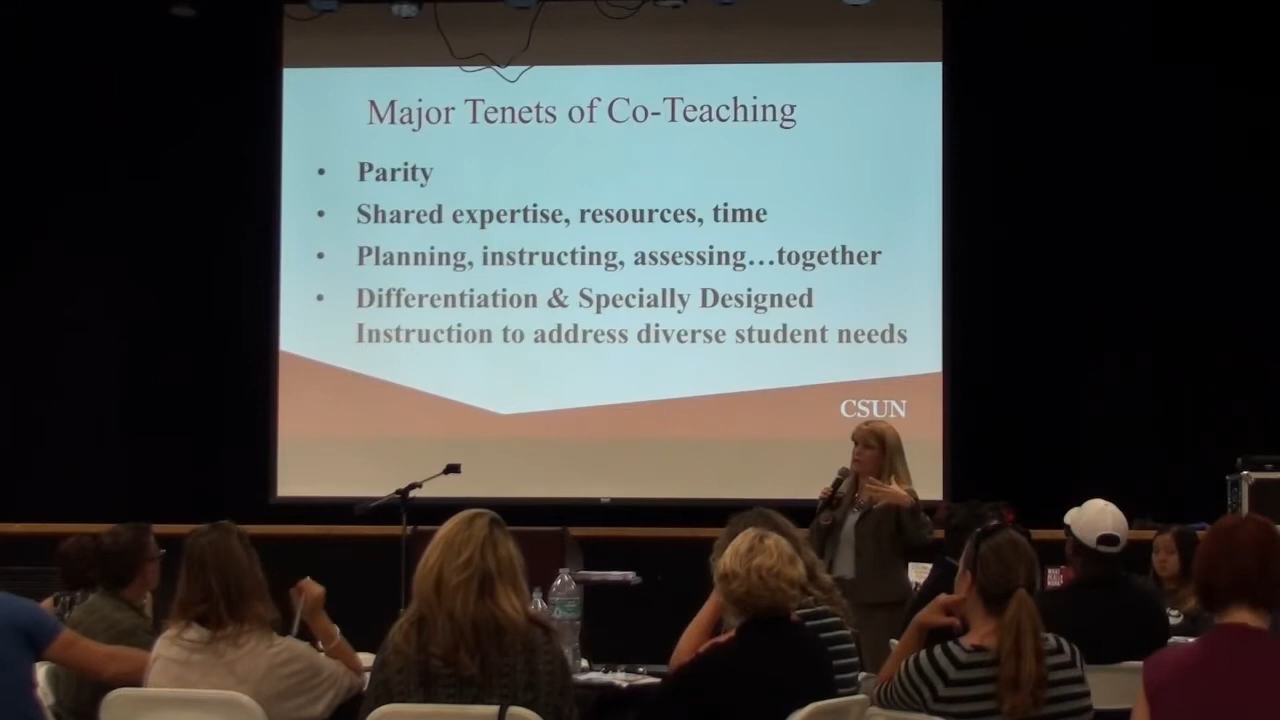 Major Tenets of Co-Teaching
• Parity
• Shared expertise, resources, time
• Planning, instructing, assessing…together
• Differentiation & Specially Designed
Instruction to address diverse student needs
CSUN